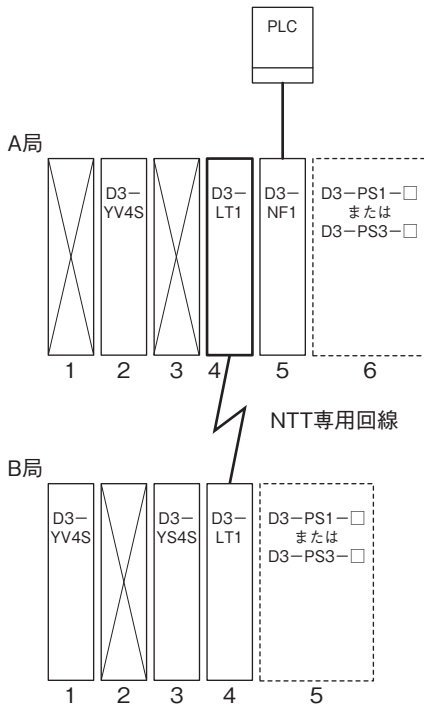 PLC
A局
D3-
YV4S
D3-
LT1
D3-
NF1
D3-PS1-□
または
D3-PS3-□
1
2
3
4
5
6
NTT専用回線
B局
D3-
YV4S
D3-
YS4S
D3-
LT1
D3-PS1-□
または
D3-PS3-□
1
2
3
4
5